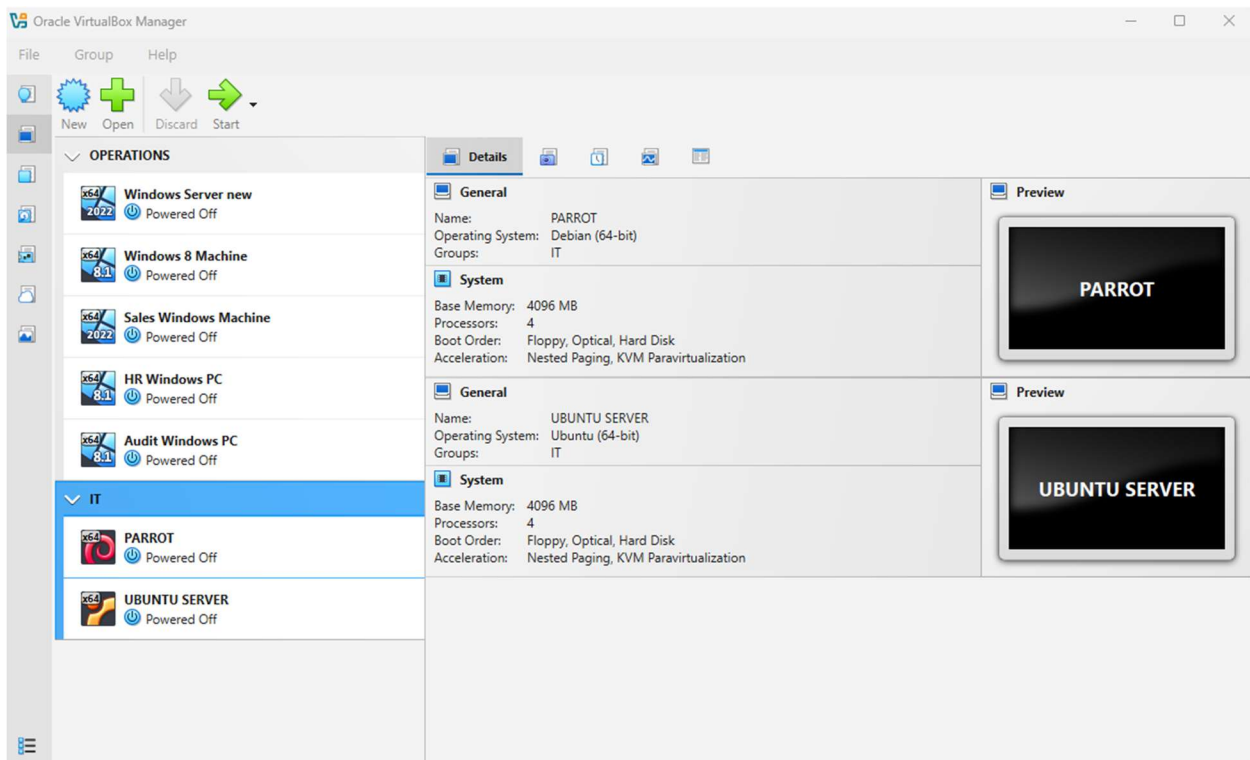 Oracle VirtualBox Manager
File Group Help
New Open Discard Start
OPERATIONS
x64 2022 Windows Server new
Powered Off
x64 8.1 Windows 8 Machine
Powered Off
x64 2022 Sales Windows Machine
Powered Off
x64 8.1 HR Windows PC
Powered Off
x64 8.1 Audit Windows PC
Powered Off
IT
x64 PARROT
Powered Off
x64 UBUNTU SERVER
Powered Off
Details
General
Name: PARROT
Operating System: Debian (64-bit)
Groups: IT
System
Base Memory: 4096 MB
Processors: 4
Boot Order: Floppy, Optical, Hard Disk
Acceleration: Nested Paging, KVM Paravirtualization
Preview
PARROT
General
Name: UBUNTU SERVER
Operating System: Ubuntu (64-bit)
Groups: IT
System
Base Memory: 4096 MB
Processors: 4
Boot Order: Floppy, Optical, Hard Disk
Acceleration: Nested Paging, KVM Paravirtualization
Preview
UBUNTU SERVER